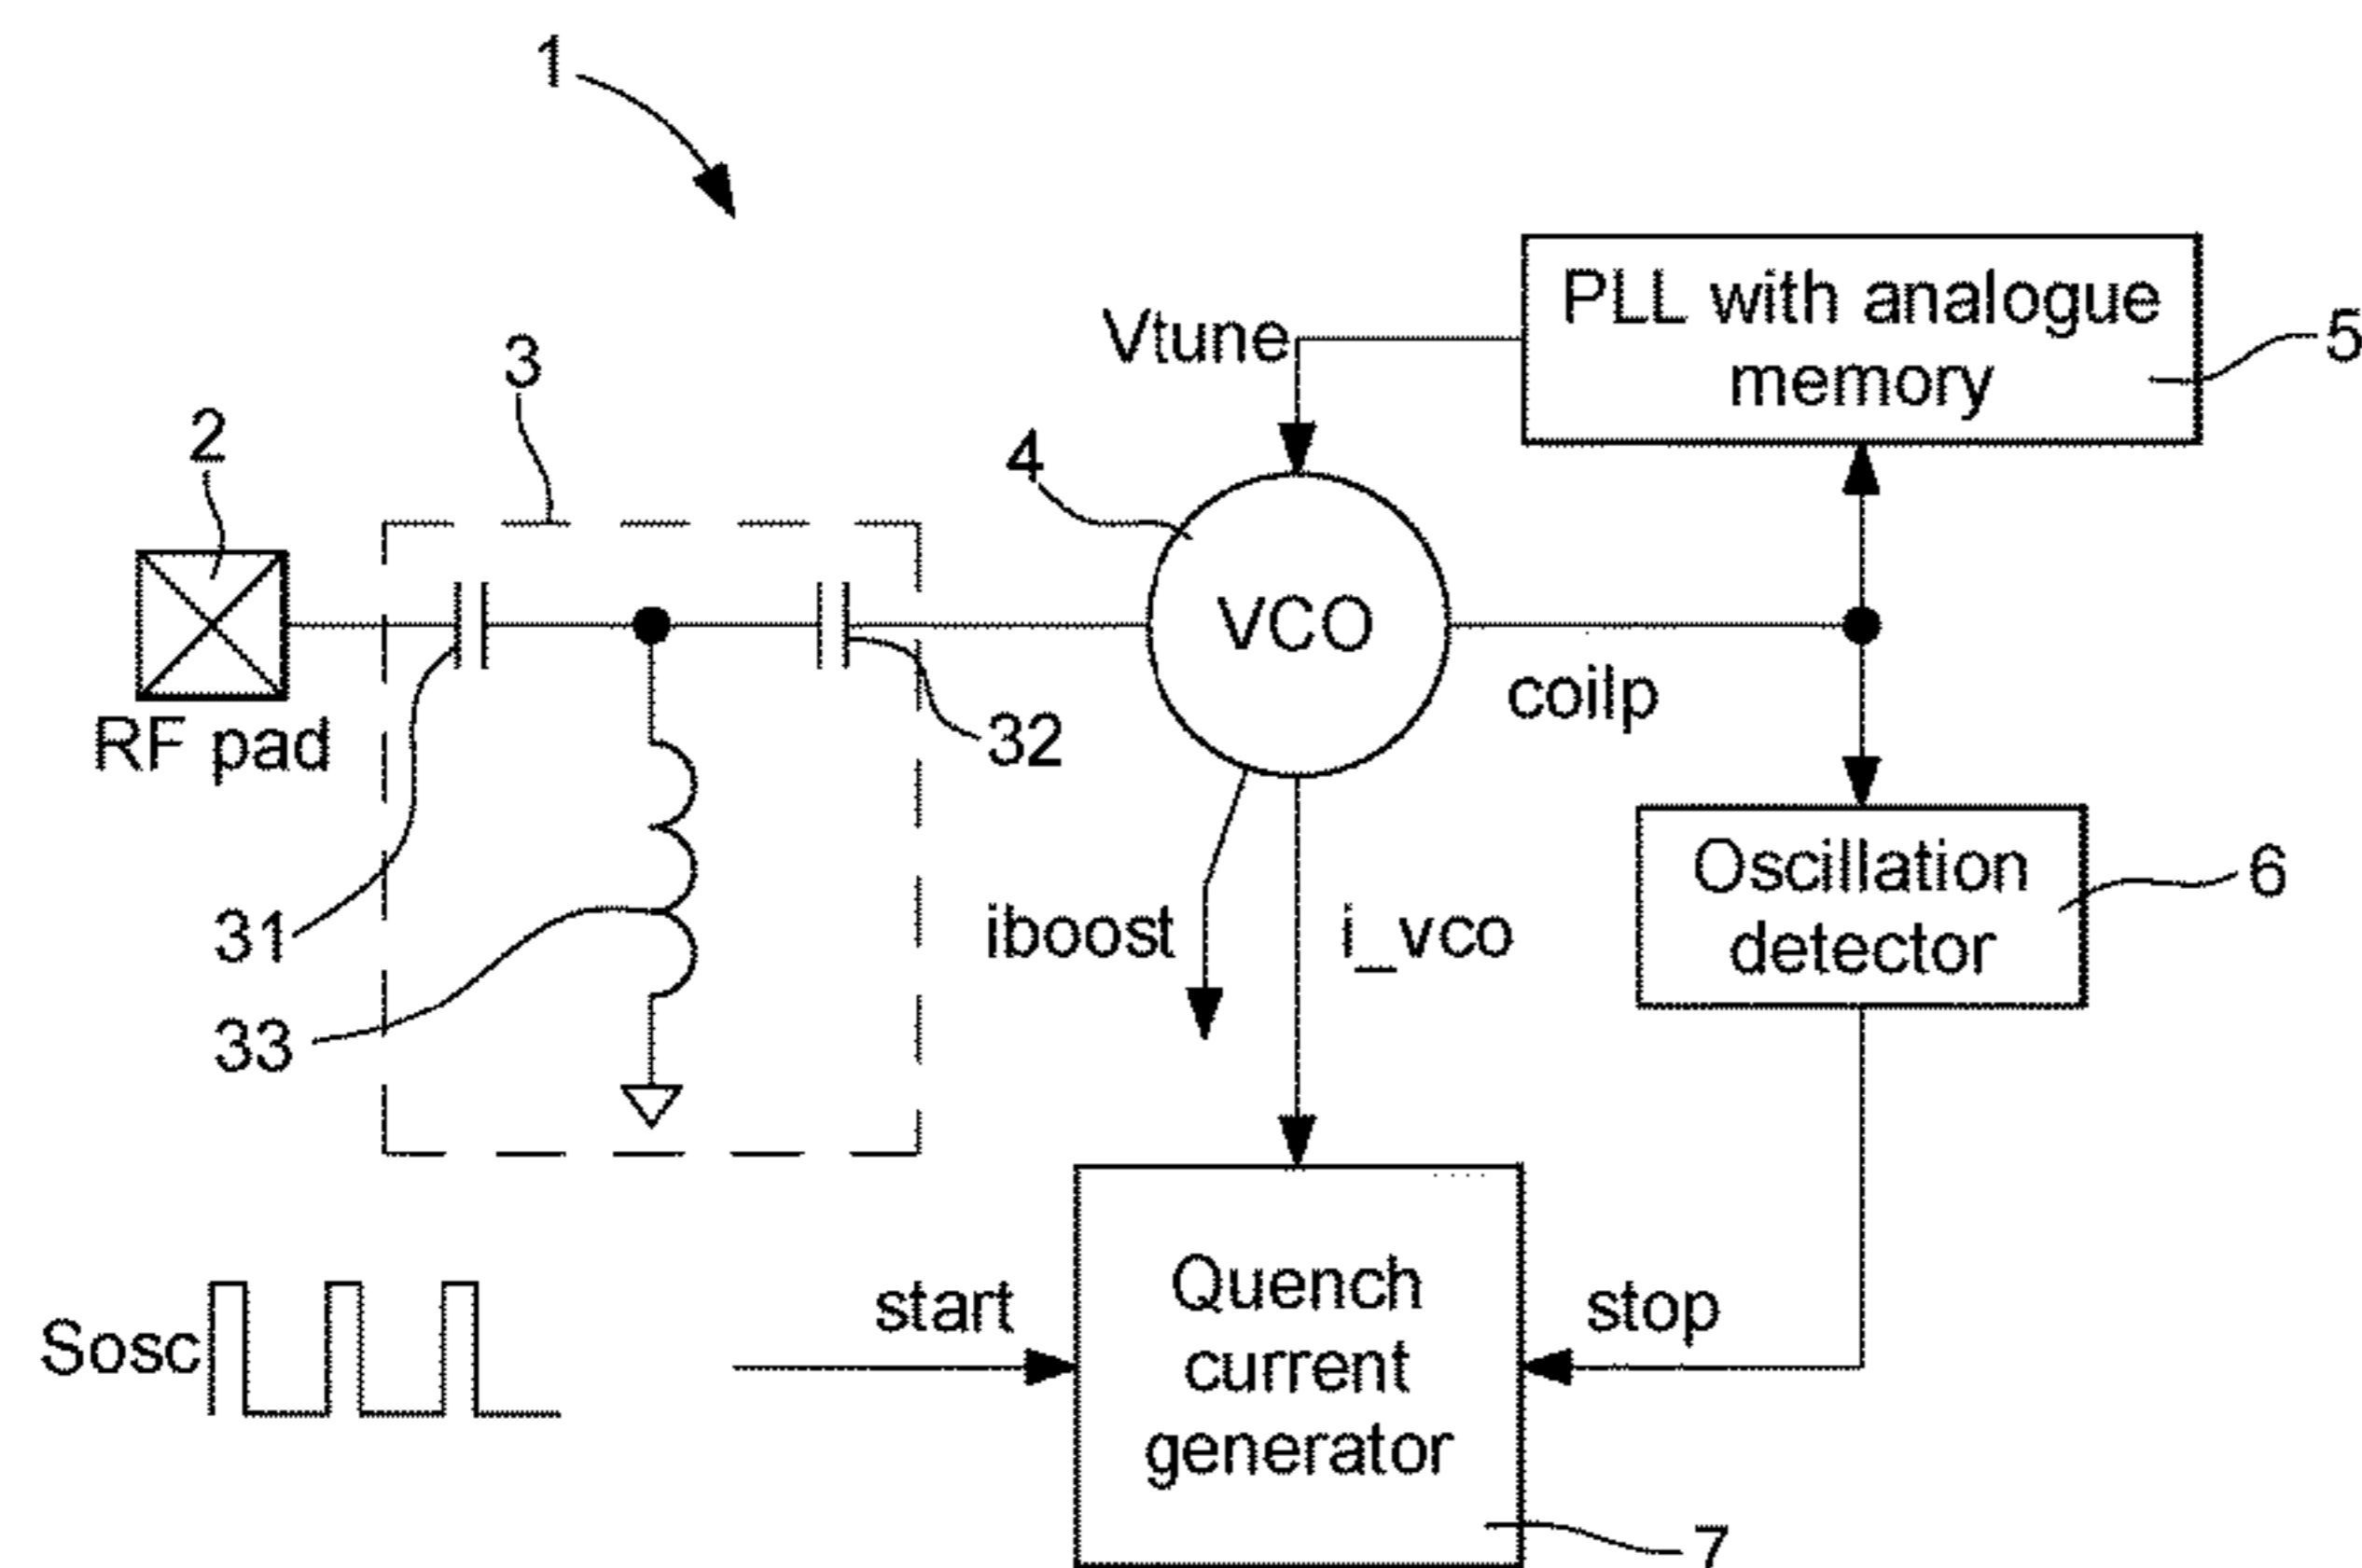 1
PLL with analogue
memory
5
Vtune
3
2
4
VCO
coilp
RF pad
32
Oscillation
detector
6
31
iboost
i_vco
33
Sosc
start
Quench
current
generator
stop
7